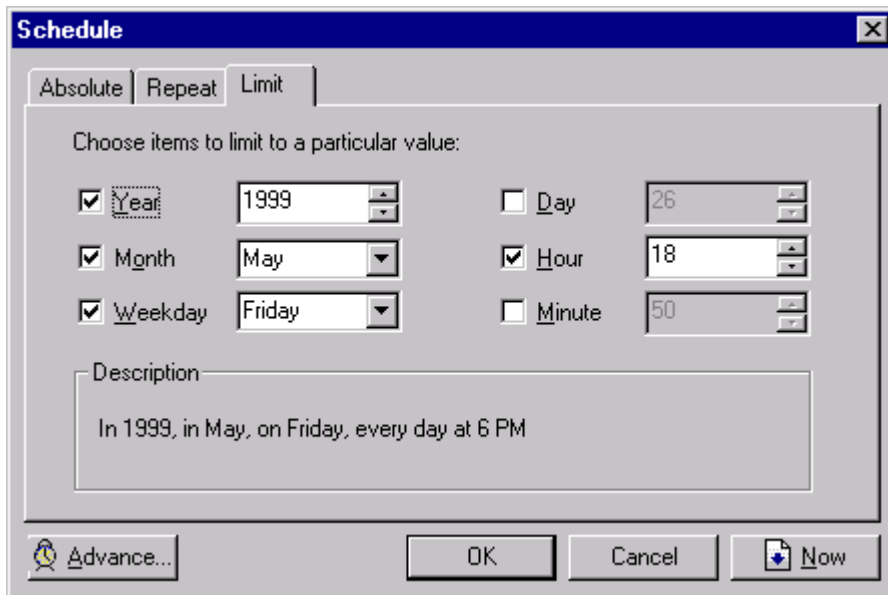 Schedule
Absolute Repeat Limit
Choose items to limit to a particular value:
Year 1999 Day 26
Month May Hour 18
Weekday Friday Minute 50
Description
In 1999, in May, on Friday, every day at 6 PM
Advance... OK Cancel Now